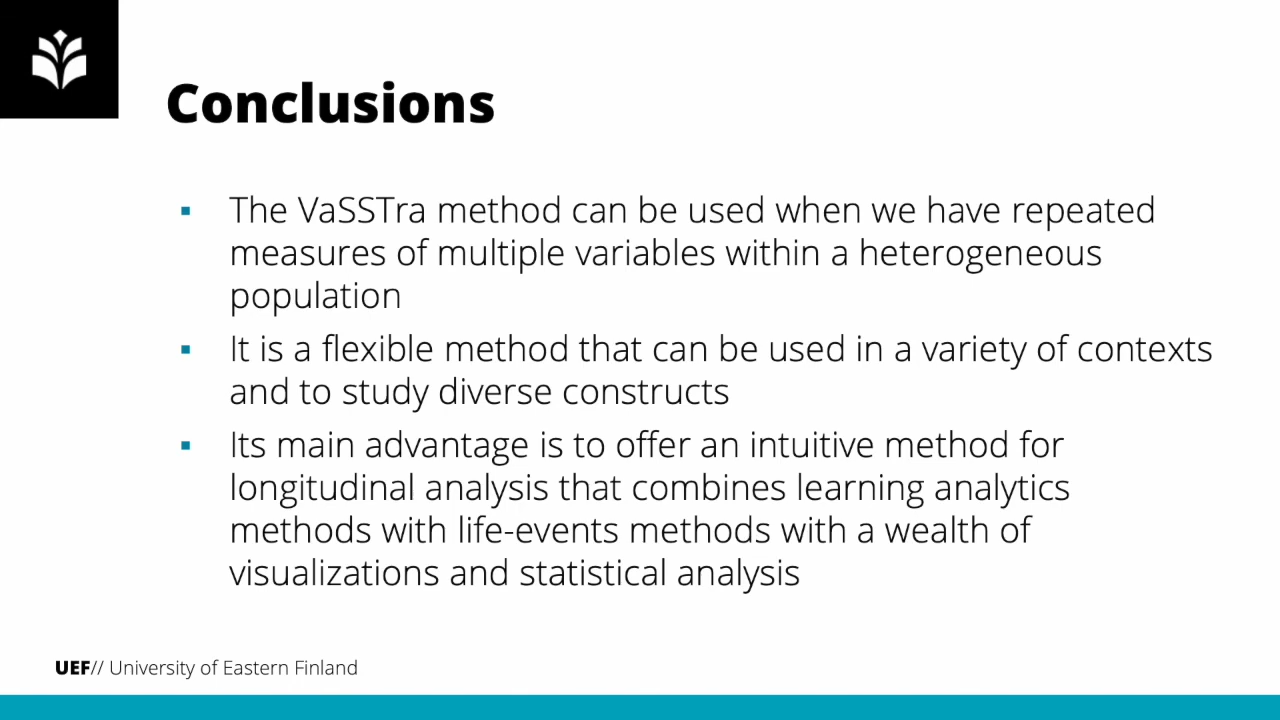 Conclusions
▪ The VaSSTra method can be used when we have repeated
measures of multiple variables within a heterogeneous
population
▪ It is a flexible method that can be used in a variety of contexts
and to study diverse constructs
▪ Its main advantage is to offer an intuitive method for
longitudinal analysis that combines learning analytics
methods with life-events methods with a wealth of
visualizations and statistical analysis
UEF// University of Eastern Finland